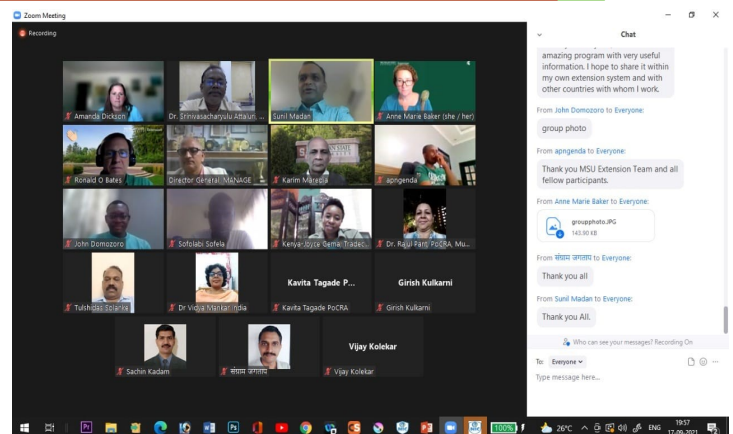 Zoom Meeting
Recording
Amanda Dickson
Dr. Srinivasacharyulu Attaluri, ...
Sunil Madan
Anne Marie Baker (she / her)
Ronald O Bates
Director General, MANAGE
Karim Maredia
apngenda
John Domozoro
Sofolabi Sofela
Kenya-Joyce Gema, Tradec...
Dr. Rajul Pant, PoCRA, Mu...
Tulshidas Solanke
Dr Vidya Mankar.india
Kavita Tagade P...
Kavita Tagade PoCRA
Girish Kulkarni
Girish Kulkarni
Sachin Kadam
संग्राम जगताप
Vijay Kolekar
Vijay Kolekar
Chat
amazing program with very useful
information. I hope to share it within
my own extension system and with
other countries with whom I work.
From John Domozoro to Everyone:
group photo
From apngenda to Everyone:
Thank you MSU Extension Team and all
fellow participants.
From Anne Marie Baker to Everyone:
groupphoto.JPG
143.90 KB
From संग्राम जगताप to Everyone:
Thank you all
From Sunil Madan to Everyone:
Thank you All.
Who can see your messages? Recording On
To: Everyone
Type message here...
100%
26°C
ENG
19:57
17-09-2021